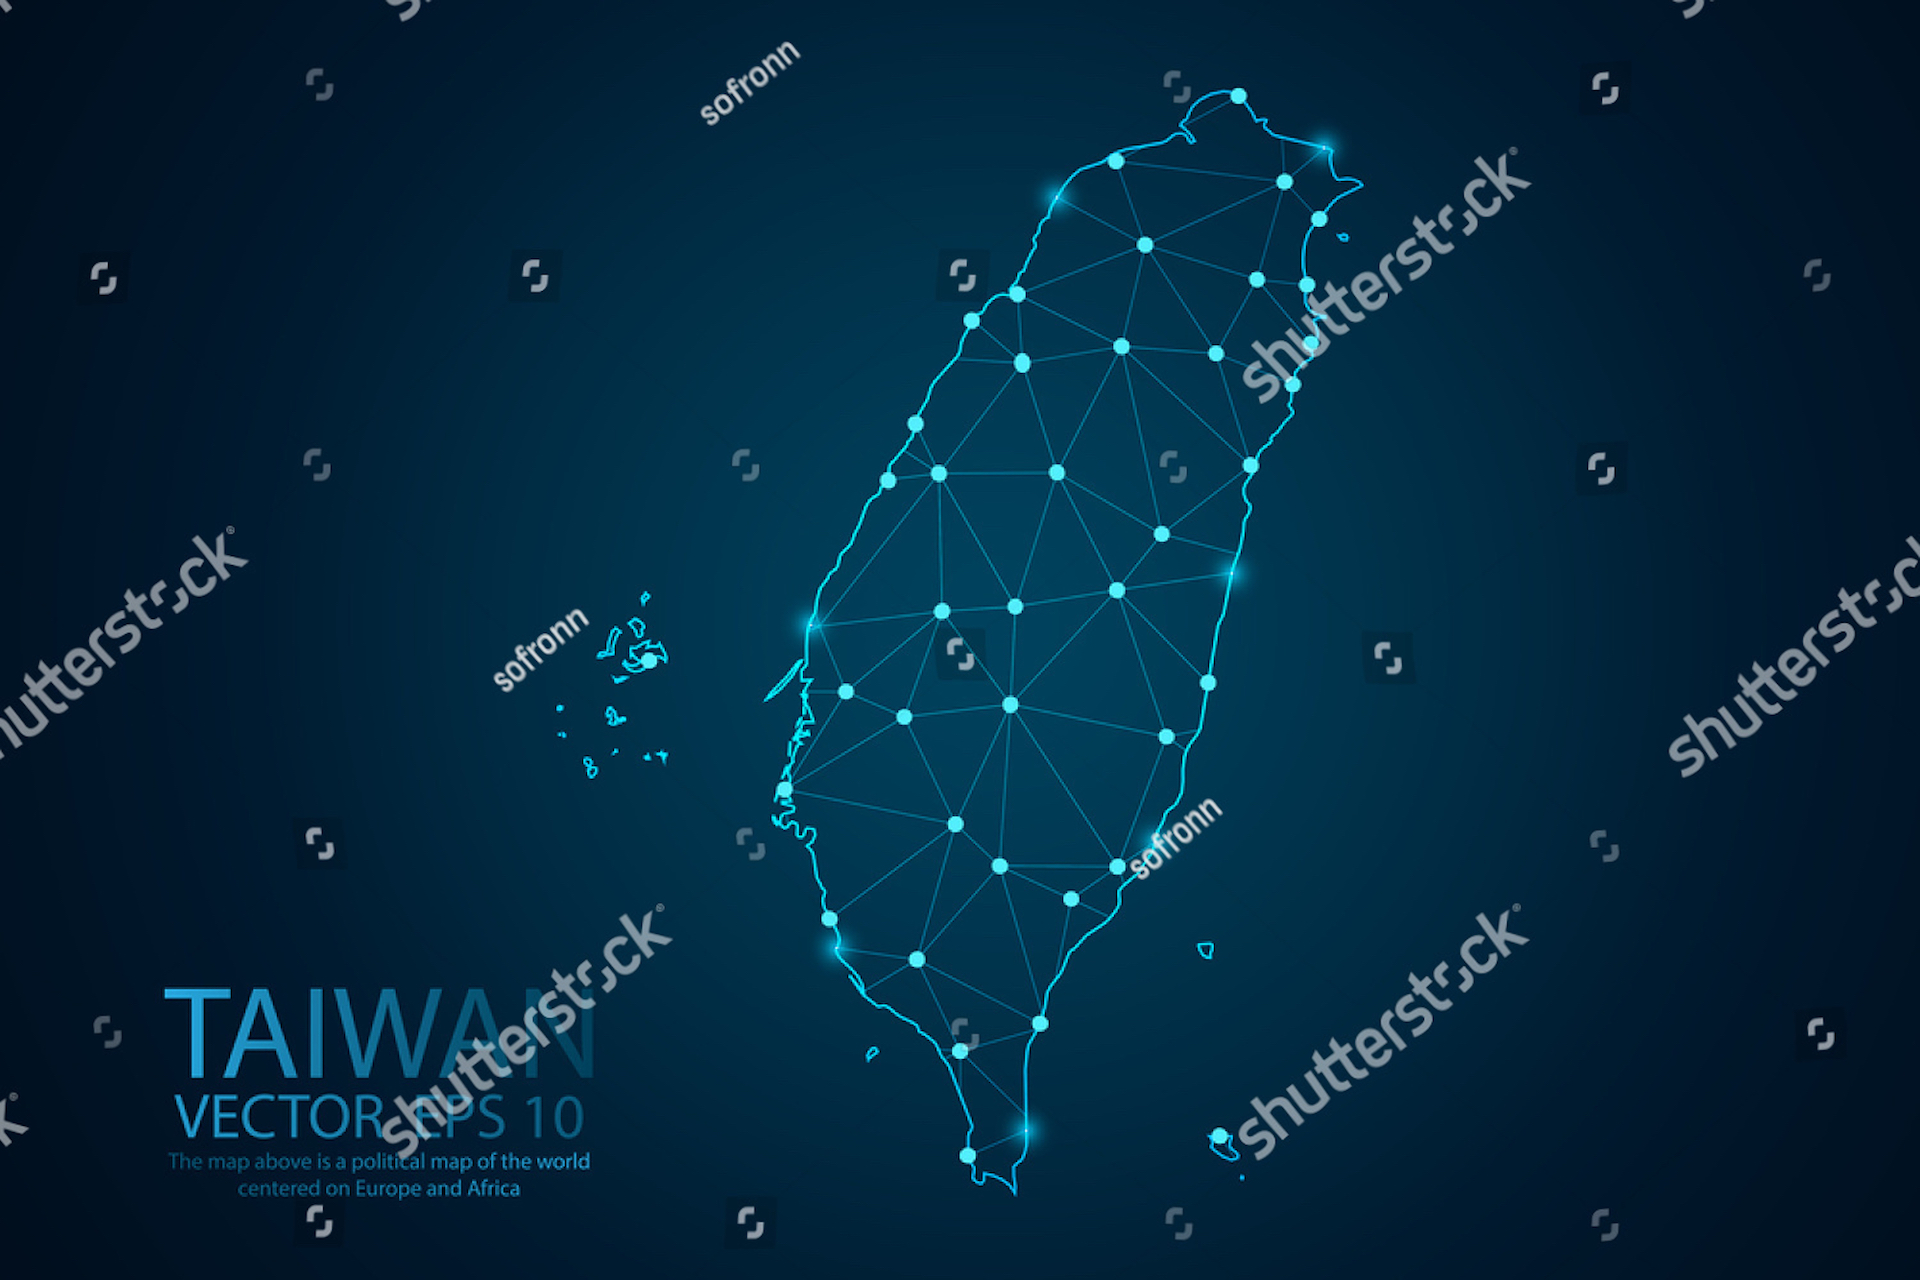 sofronn
shutterstock
shutterstock
sofronn
shutterstock
sofronn
shutterstock
shutterstock
TAIWAN
VECTOR EPS 10
The map above is a political map of the world
centered on Europe and Africa